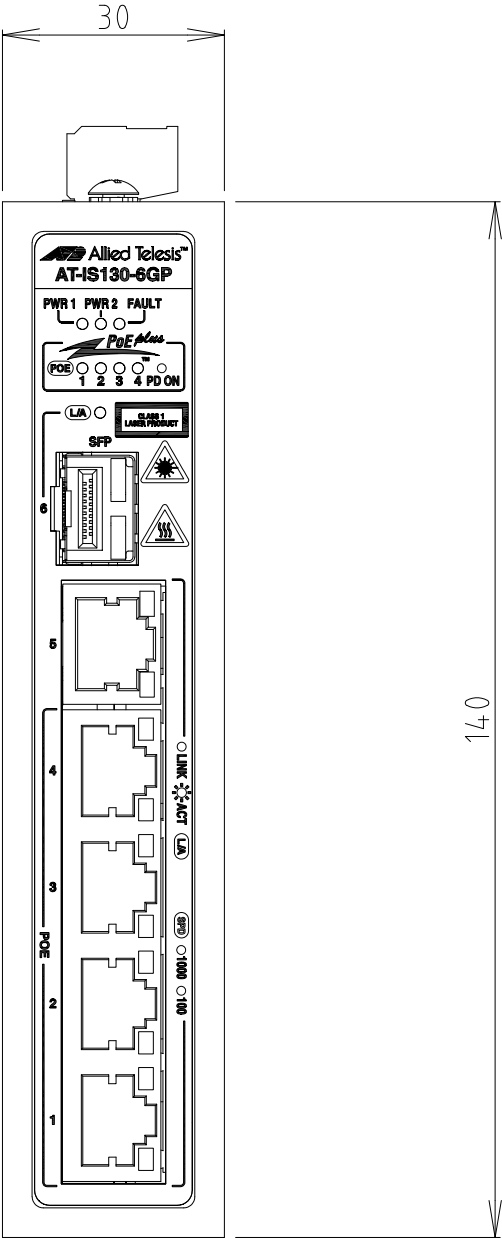 30
Allied Telesis™
AT-IS130-6GP
PWR 1 PWR 2 FAULT
PoE plus™
POE 1 2 3 4 PD ON
L/A
CLASS 1
LASER PRODUCT
SFP
6
5
140
LINK
ACT
4
L/A
3
SPD
POE
1000
100
2
1